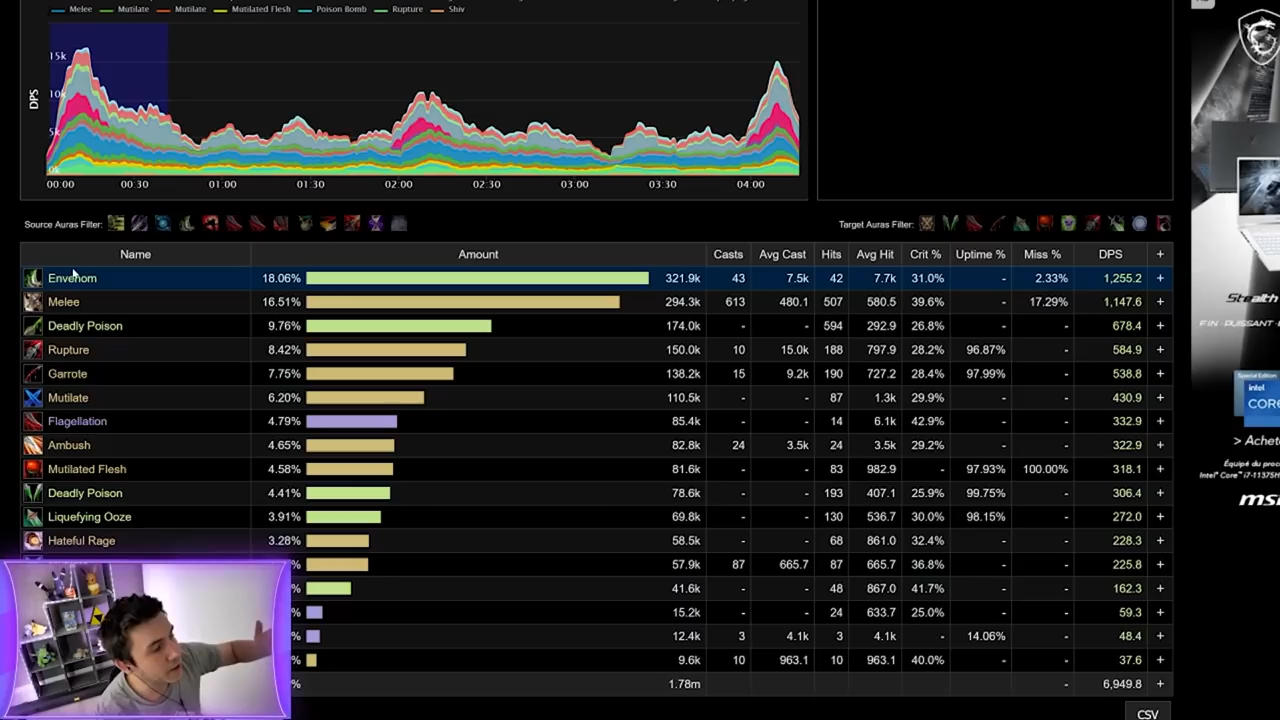 Melee Mutilate Mutilate Mutilated Flesh Poison Bomb Rupture Shiv
15k
10k
5k
0k
DPS
00:00 00:30 01:00 01:30 02:00 02:30 03:00 03:30 04:00
Source Auras Filter: Target Auras Filter:
Name Amount Casts Avg Cast Hits Avg Hit Crit % Uptime % Miss % DPS +
Envenom 18.06% 321.9k 43 7.5k 42 7.7k 31.0% - 2.33% 1,255.2 +
Melee 16.51% 294.3k 613 480.1 507 580.5 39.6% - 17.29% 1,147.6 +
Deadly Poison 9.76% 174.0k - - 594 292.9 26.8% - - 678.4 +
Rupture 8.42% 150.0k 10 15.0k 188 797.9 28.2% 96.87% - 584.9 +
Garrote 7.75% 138.2k 15 9.2k 190 727.2 28.4% 97.99% - 538.8 +
Mutilate 6.20% 110.5k - - 87 1.3k 29.9% - - 430.9 +
Flagellation 4.79% 85.4k - - 14 6.1k 42.9% - - 332.9 +
Ambush 4.65% 82.8k 24 3.5k 24 3.5k 29.2% - - 322.9 +
Mutilated Flesh 4.58% 81.6k - - 83 982.9 - 97.93% 100.00% 318.1 +
Deadly Poison 4.41% 78.6k - - 193 407.1 25.9% 99.75% - 306.4 +
Liquefying Ooze 3.91% 69.8k - - 130 536.7 30.0% 98.15% - 272.0 +
Hateful Rage 3.28% 58.5k - - 68 861.0 32.4% - - 228.3 +
% 57.9k 87 665.7 87 665.7 36.8% - - 225.8 +
% 41.6k - - 48 867.0 41.7% - - 162.3 +
% 15.2k - - 24 633.7 25.0% - - 59.3 +
% 12.4k 3 4.1k 3 4.1k - 14.06% - 48.4 +
% 9.6k 10 963.1 10 963.1 40.0% - - 37.6 +
% 1.78m - 6,949.8 +
CSV
Stealth
FIN · PUISSANT ·
Special Edition
intel
CORE
> Achete
Équipé du proc
Intel® Core™ i7-11375H
msi